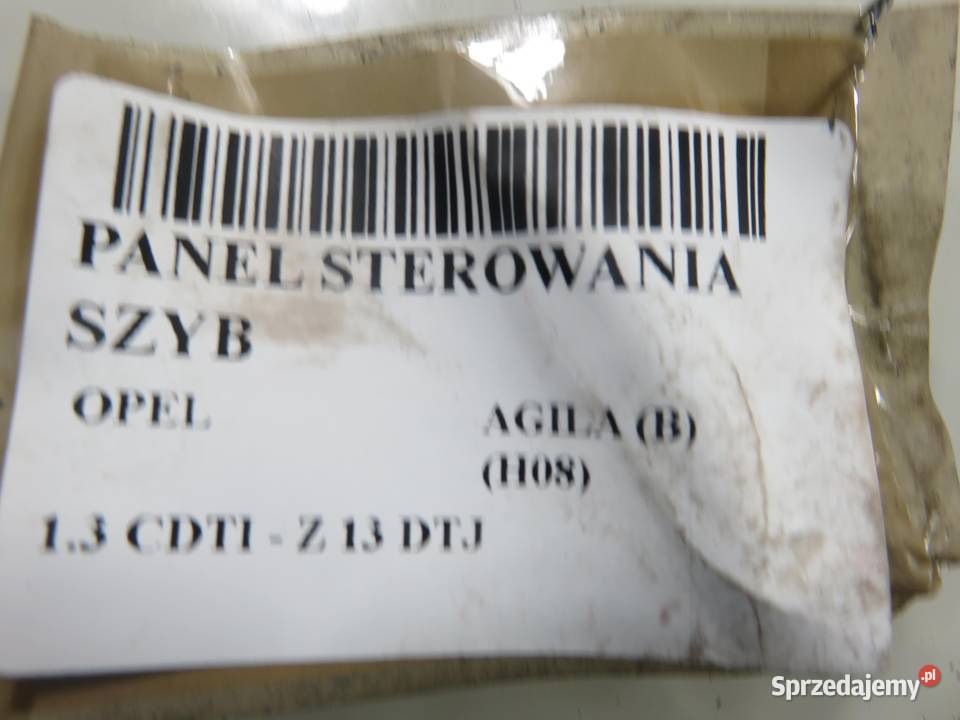 PANEL STEROWANIA
SZYB
OPEL AGILA (B)
(H08)
1.3 CDTI - Z 13 DTJ
Sprzedajemy.pl